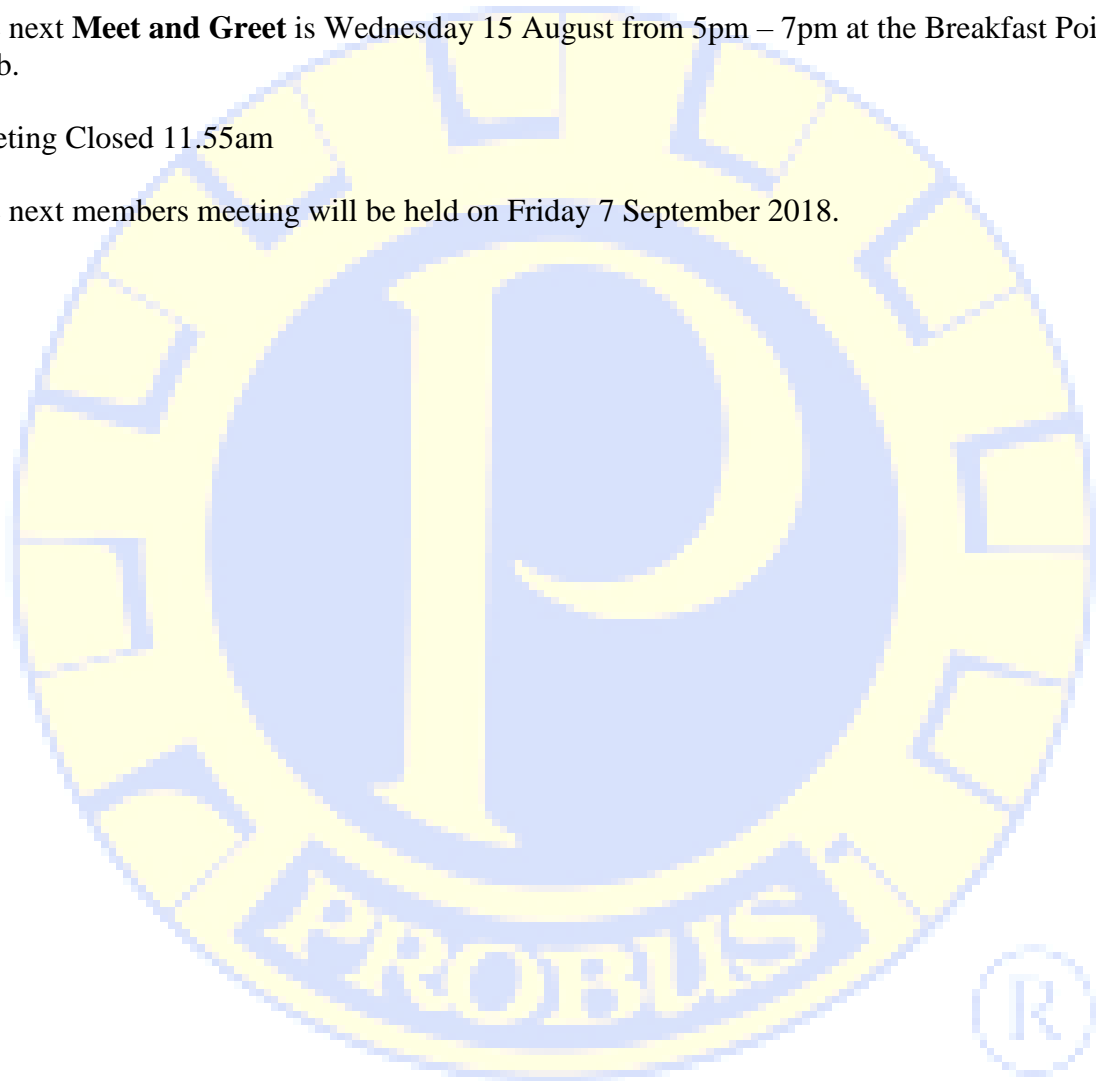 next Meet and Greet is Wednesday 15 August from 5pm – 7pm at the Breakfast Poi
b.
eting Closed 11.55am
next members meeting will be held on Friday 7 September 2018.
P
PROBUS
®